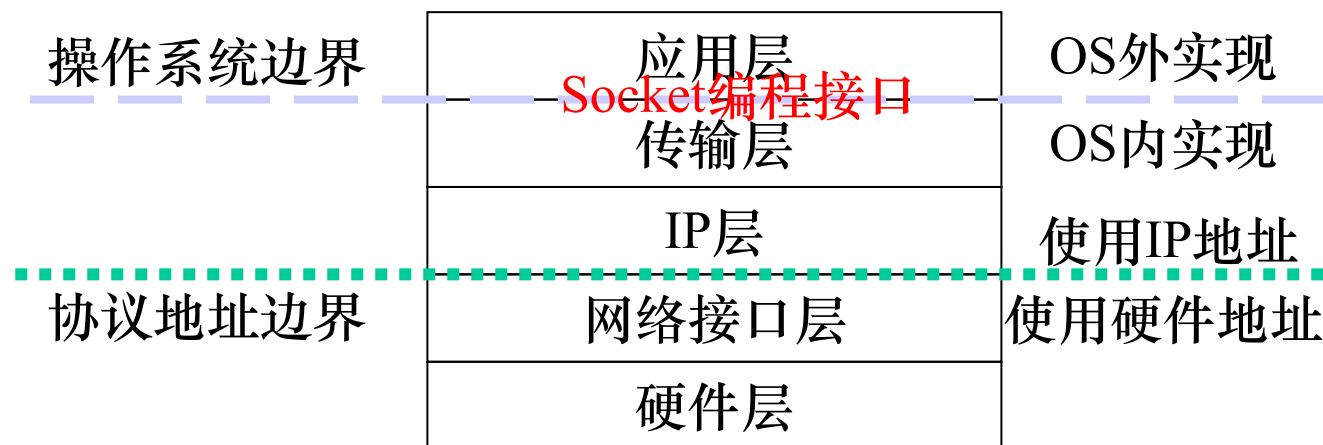 操作系统边界
应用层
OS外实现
Socket编程接口
传输层
OS内实现
IP层
使用IP地址
协议地址边界
网络接口层
使用硬件地址
硬件层